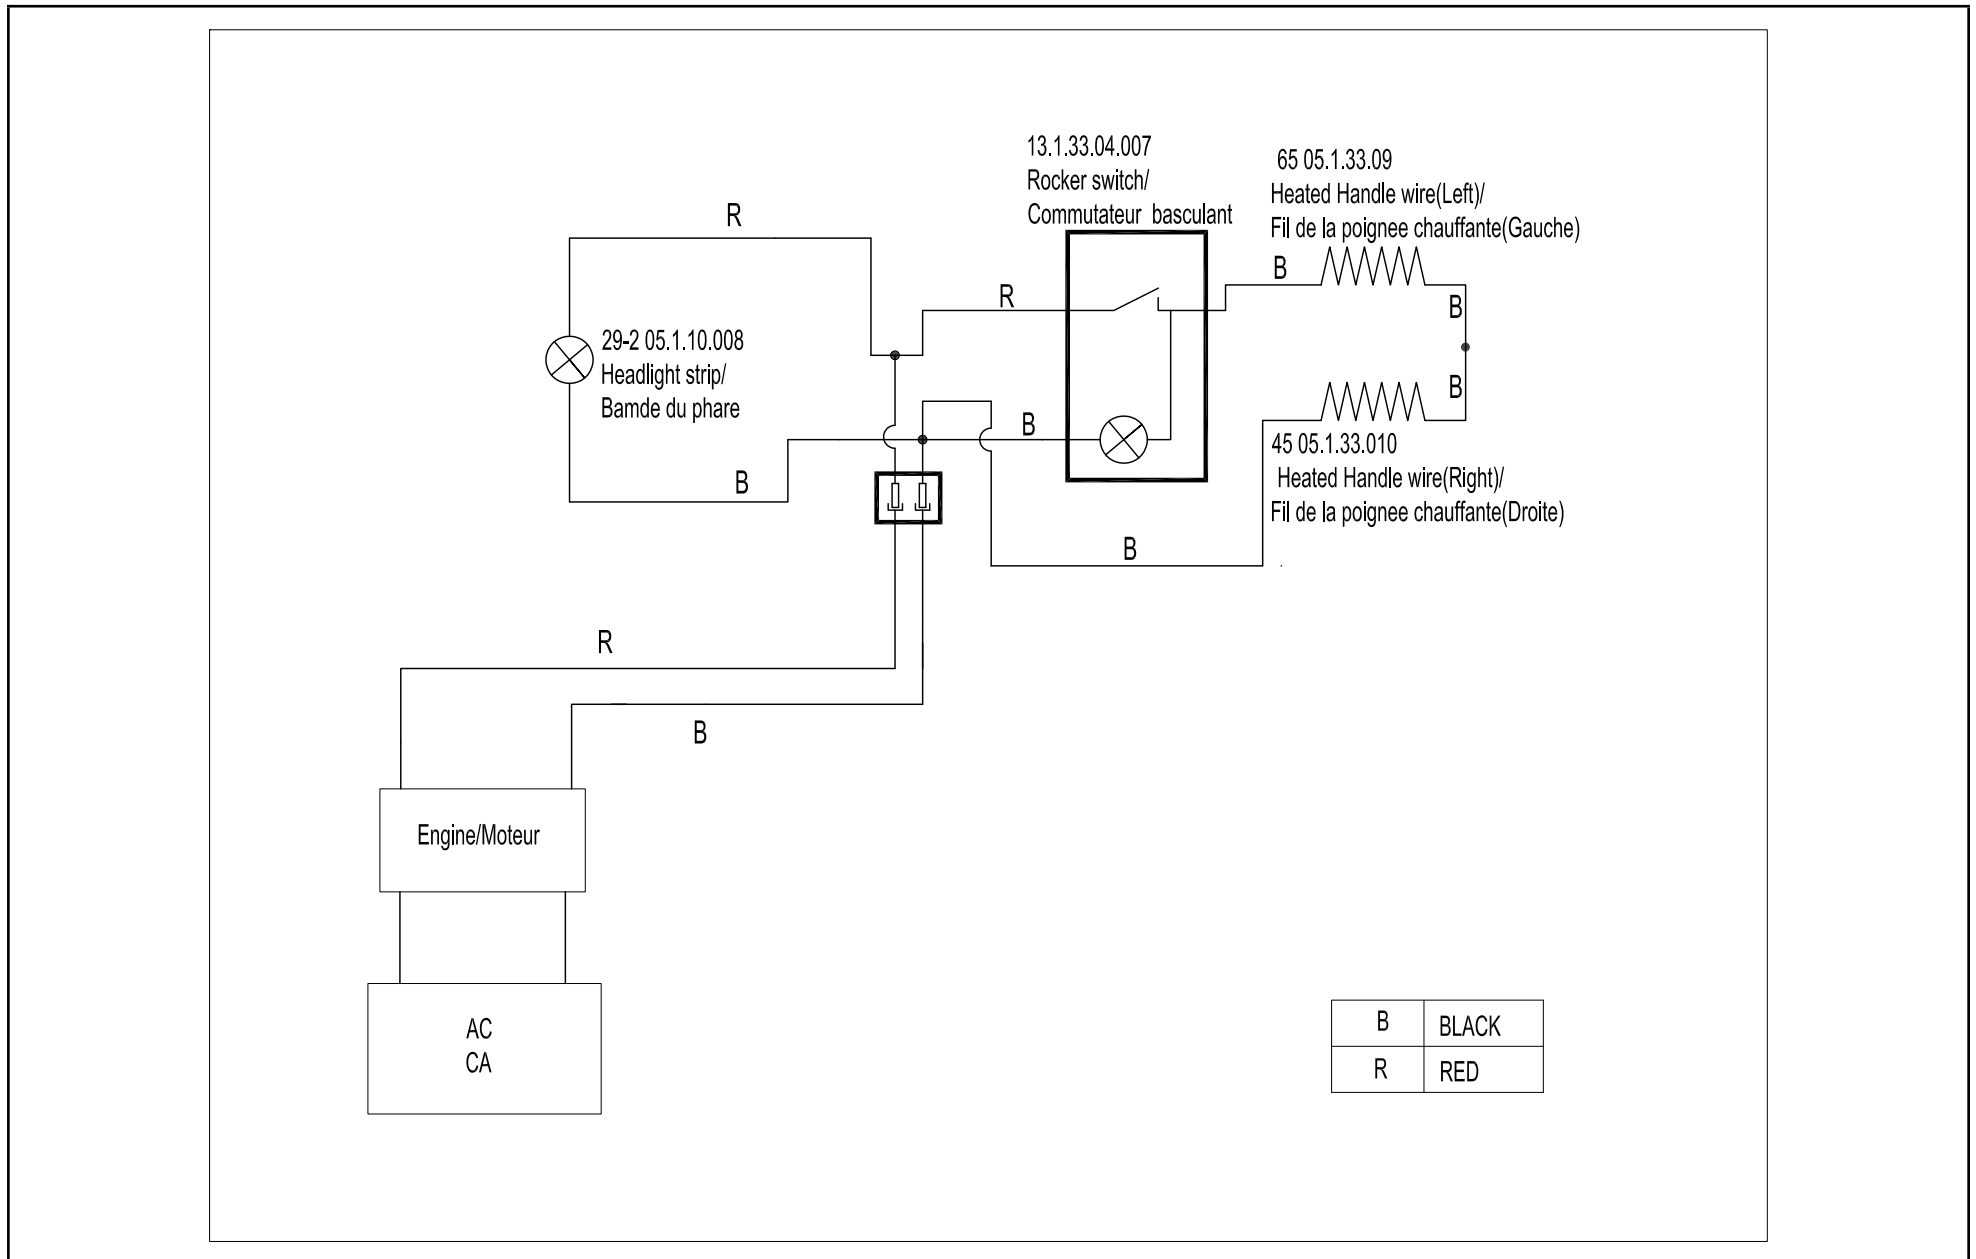 13.1.33.04.007
Rocker switch/
Commutateur basculant
65 05.1.33.09
Heated Handle wire(Left)/
Fil de la poignee chauffante(Gauche)
R
B
R
B
29-2 05.1.10.008
Headlight strip/
Bamde du phare
B
B
45 05.1.33.010
Heated Handle wire(Right)/
Fil de la poignee chauffante(Droite)
B
B
R
B
Engine/Moteur
AC
CA
B BLACK
R RED